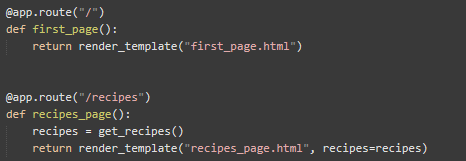 @app.route("/")
def first_page():
    return render_template("first_page.html")
@app.route("/recipes")
def recipes_page():
    recipes = get_recipes()
    return render_template("recipes_page.html", recipes=recipes)